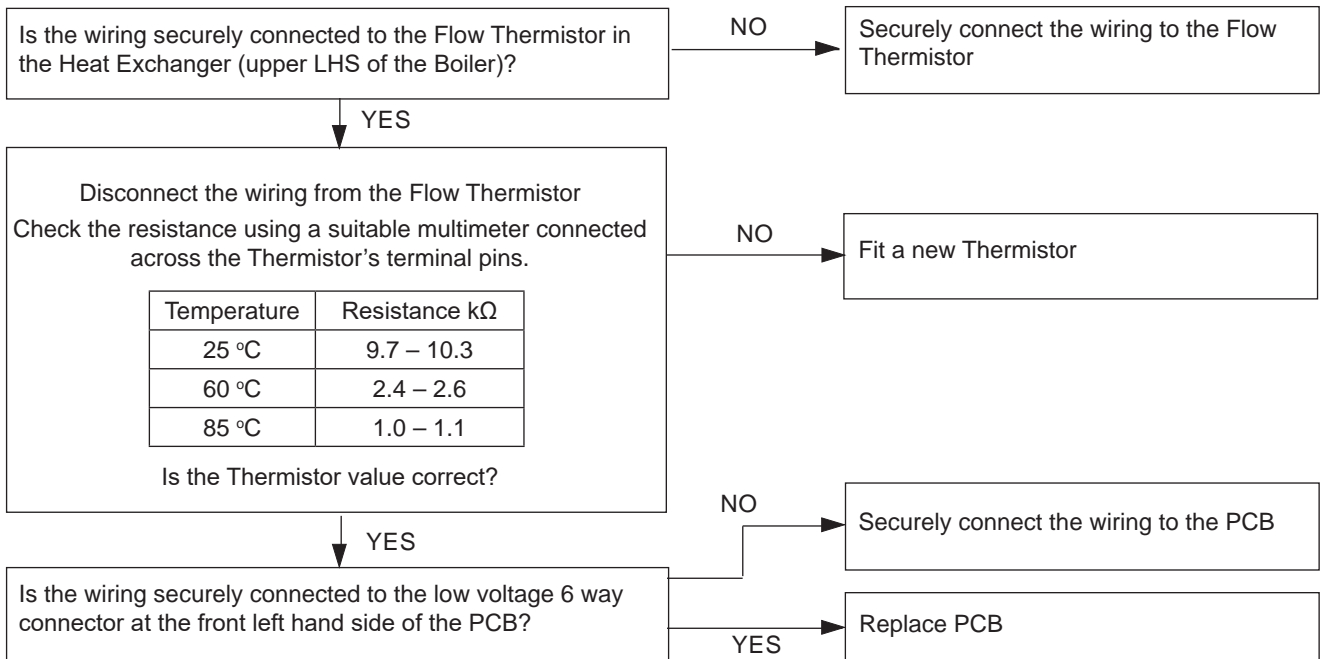 Is the wiring securely connected to the Flow Thermistor in
the Heat Exchanger (upper LHS of the Boiler)?
NO
Securely connect the wiring to the Flow
Thermistor
YES
Disconnect the wiring from the Flow Thermistor
Check the resistance using a suitable multimeter connected
across the Thermistor’s terminal pins.
Temperature Resistance kΩ
25 ºC 9.7 – 10.3
60 ºC 2.4 – 2.6
85 ºC 1.0 – 1.1
Is the Thermistor value correct?
NO
Fit a new Thermistor
YES
Is the wiring securely connected to the low voltage 6 way
connector at the front left hand side of the PCB?
NO
Securely connect the wiring to the PCB
YES
Replace PCB